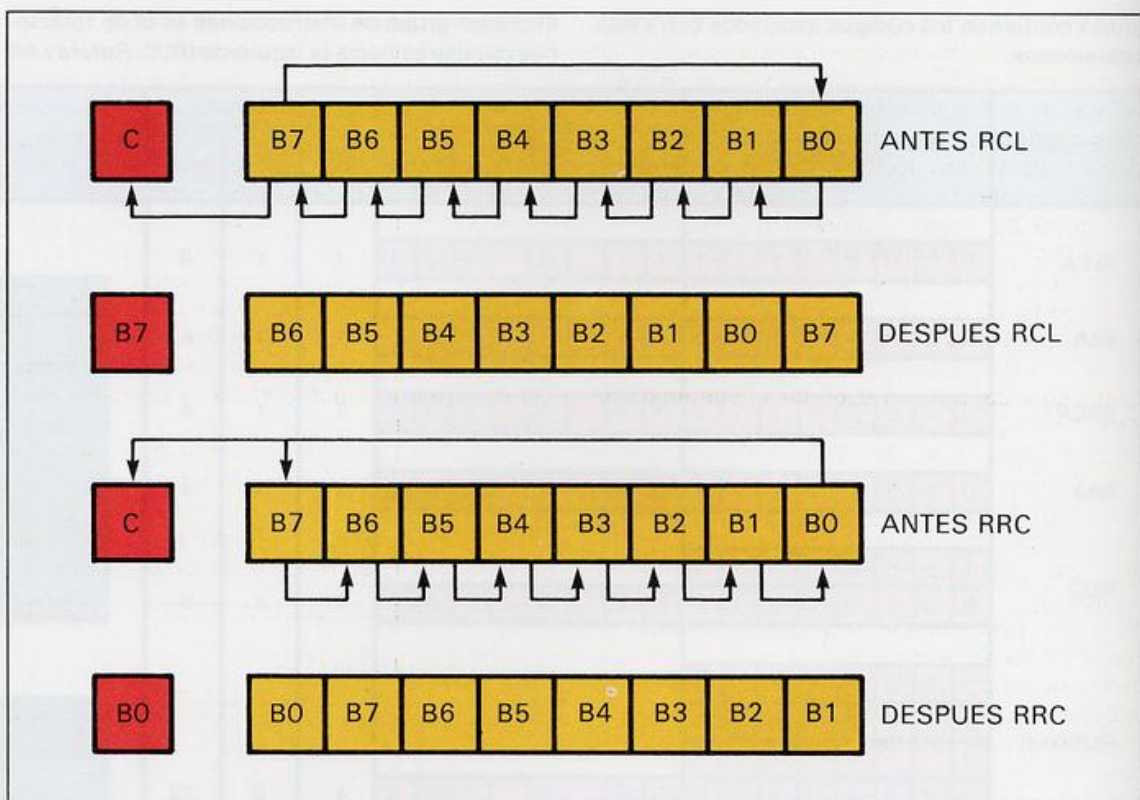 C B7 B6 B5 B4 B3 B2 B1 B0 ANTES RCL
B7 B6 B5 B4 B3 B2 B1 B0 B7 DESPUES RCL
C B7 B6 B5 B4 B3 B2 B1 B0 ANTES RRC
B0 B0 B7 B6 B5 B4 B3 B2 B1 DESPUES RRC